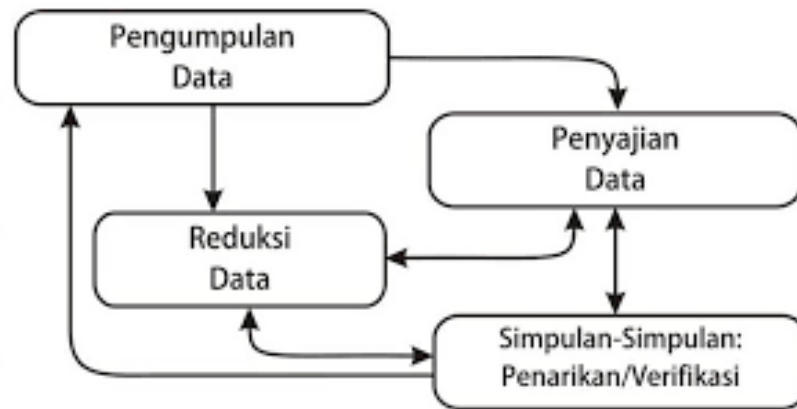 Pengumpulan
Data
Penyajian
Data
Reduksi
Data
Simpulan-Simpulan:
Penarikan/Verifikasi